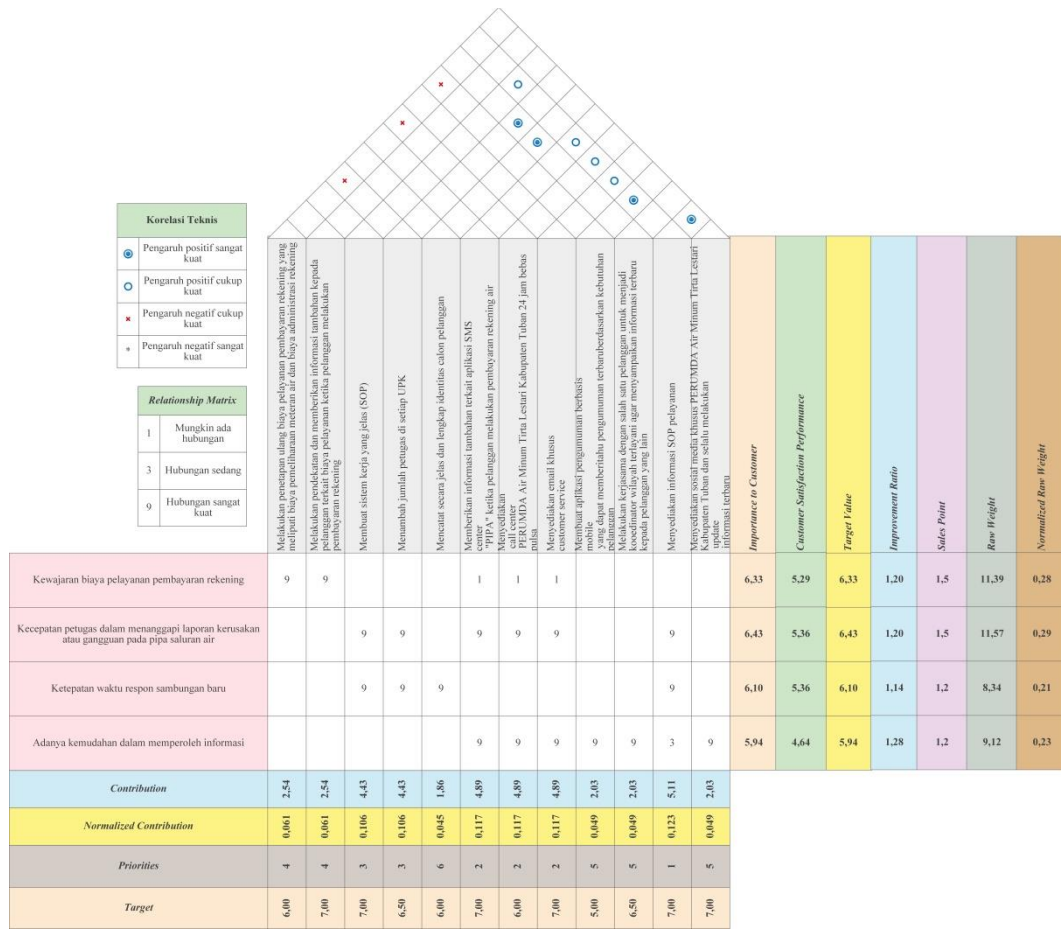 Korelasi Teknis
Pengaruh positif sangat
kuat
Pengaruh positif cukup
kuat
Pengaruh negatif cukup
kuat
Pengaruh negatif sangat
kuat
Relationship Matrix
1 Mungkin ada
hubungan
3 Hubungan sedang
9 Hubungan sangat
kuat
Melakukan penetapan ulang biaya pelayanan pembayaran rekening yang
meliputi biaya pemeliharaan meteran air dan biaya administrasi rekening
Melakukan pendekatan dan memberikan informasi tambahan kepada
pelanggan terkait biaya pelayanan ketika pelanggan melakukan
pembayaran rekening
Membuat sistem kerja yang jelas (SOP)
Menambah jumlah petugas di setiap UPK
Mencatat secara jelas dan lengkap identitas calon pelanggan
Memberikan informasi tambahan terkait aplikasi SMS
center
"PIPA" ketika pelanggan melakukan pembayaran rekening air
Menyediakan
call center
PERUMDA Air Minum Tirta Lestari Kabupaten Tuban 24 jam bebas
pulsa
Menyediakan email khusus
customer service
Membuat aplikasi pengumuman berbasis
mobile
yang dapat memberitahu pengumuman terbaruberdasarkan kebutuhan
pelanggan
Melakukan kerjasama dengan salah satu pelanggan untuk menjadi
kooedinator wilayah terlayani agar menyampaikan informasi terbaru
kepada pelanggan yang lain
Menyediakan informasi SOP pelayanan
Menyediakan sosial media khusus PERUMDA Air Minum Tirta Lestari
Kabupaten Tuban dan selalu melakukan
update
informasi terbaru
Importance to Customer
Customer Satisfaction Performance
Target Value
Improvement Ratio
Sales Point
Raw Weight
Normalized Raw Weight
Kewajaran biaya pelayanan pembayaran rekening 9 9 1 1 1 6,33 5,29 6,33 1,20 1,5 11,39 0,28
Kecepatan petugas dalam menanggapi laporan kerusakan
atau gangguan pada pipa saluran air 9 9 9 9 9 9 6,43 5,36 6,43 1,20 1,5 11,57 0,29
Ketepatan waktu respon sambungan baru 9 9 9 9 6,10 5,36 6,10 1,14 1,2 8,34 0,21
Adanya kemudahan dalam memperoleh informasi 9 9 9 9 9 3 9 5,94 4,64 5,94 1,28 1,2 9,12 0,23
Contribution 2,54 2,54 4,43 4,43 1,86 4,89 4,89 4,89 2,03 2,03 5,11 2,03
Normalized Contribution 0,061 0,061 0,106 0,106 0,045 0,117 0,117 0,117 0,049 0,049 0,123 0,049
Priorities 4 4 3 3 6 2 2 2 5 5 1 5
Target 6,00 7,00 7,00 6,50 6,00 7,00 6,00 7,00 5,00 6,50 7,00 7,00